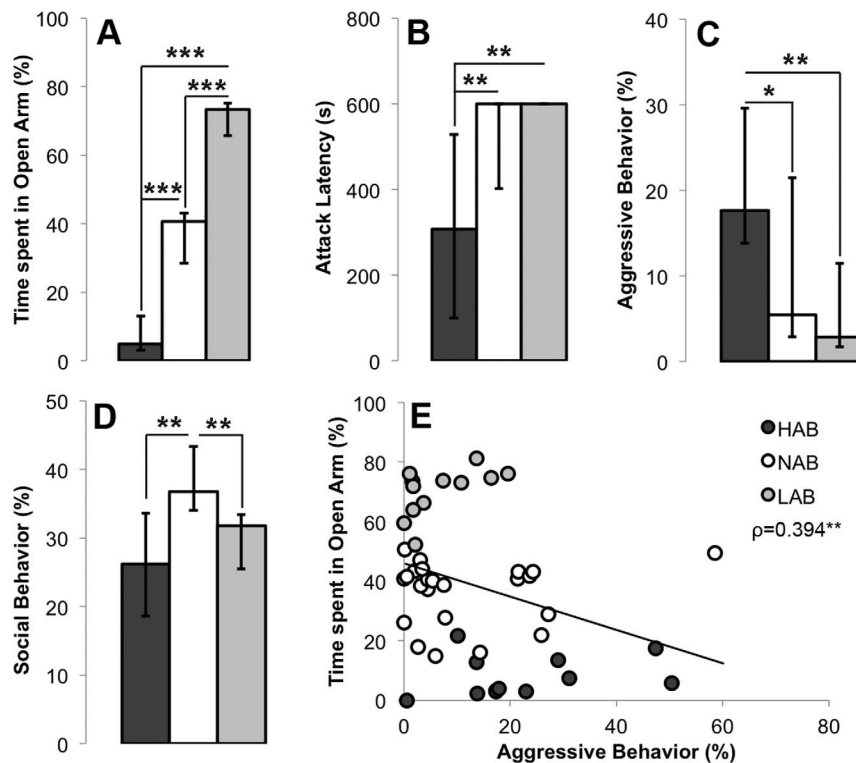 A
Time spent in Open Arm (%)
100
80
60
40
20
0
***
***
***
B
Attack Latency (s)
800
600
400
200
0
**
**
C
Aggressive Behavior (%)
40
30
20
10
0
**
*
D
Social Behavior (%)
50
40
30
20
10
0
**
**
E
Time spent in Open Arm (%)
100
80
60
40
20
0
HAB
NAB
LAB
ρ=0.394**
0
20
40
60
80
Aggressive Behavior (%)